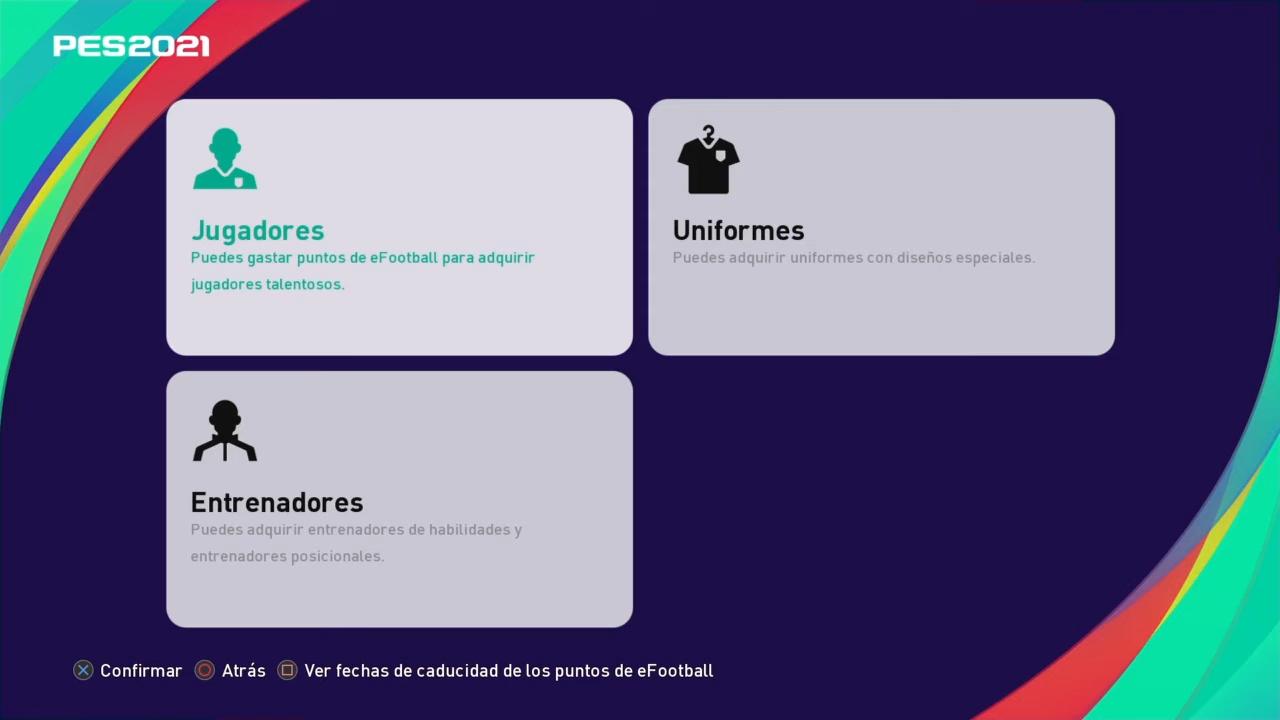 PES2021
Jugadores
Puedes gastar puntos de eFootball para adquirir
jugadores talentosos.
Uniformes
Puedes adquirir uniformes con diseños especiales.
Entrenadores
Puedes adquirir entrenadores de habilidades y
entrenadores posicionales.
Confirmar Atrás Ver fechas de caducidad de los puntos de eFootball